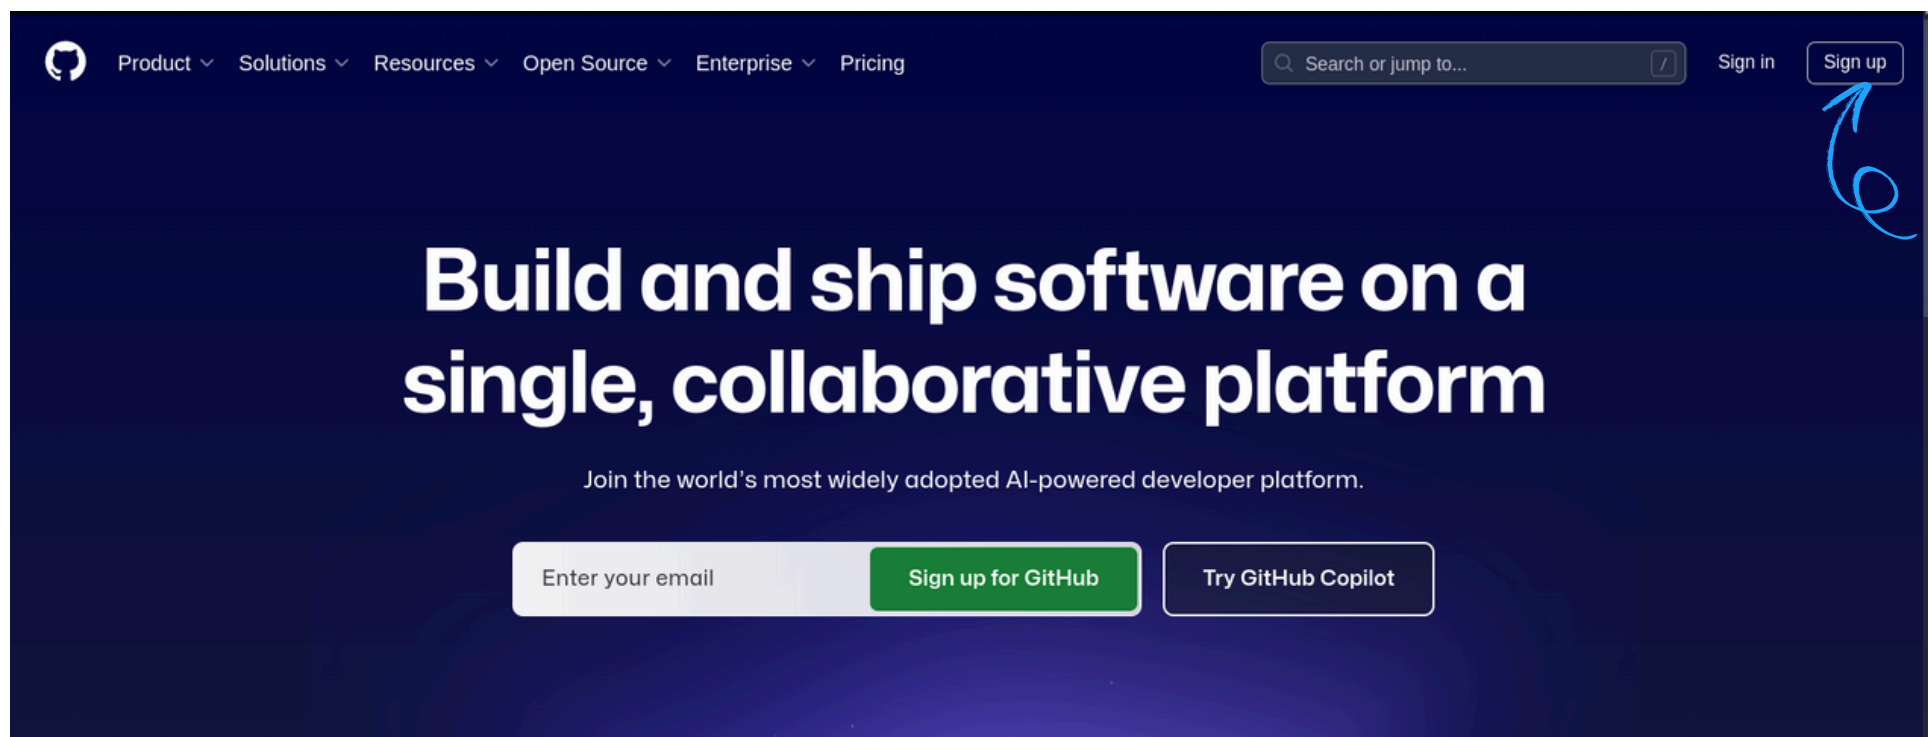 Product Solutions Resources Open Source Enterprise Pricing Search or jump to... / Sign in Sign up
Build and ship software on a
single, collaborative platform
Join the world's most widely adopted AI-powered developer platform.
Enter your email Sign up for GitHub Try GitHub Copilot